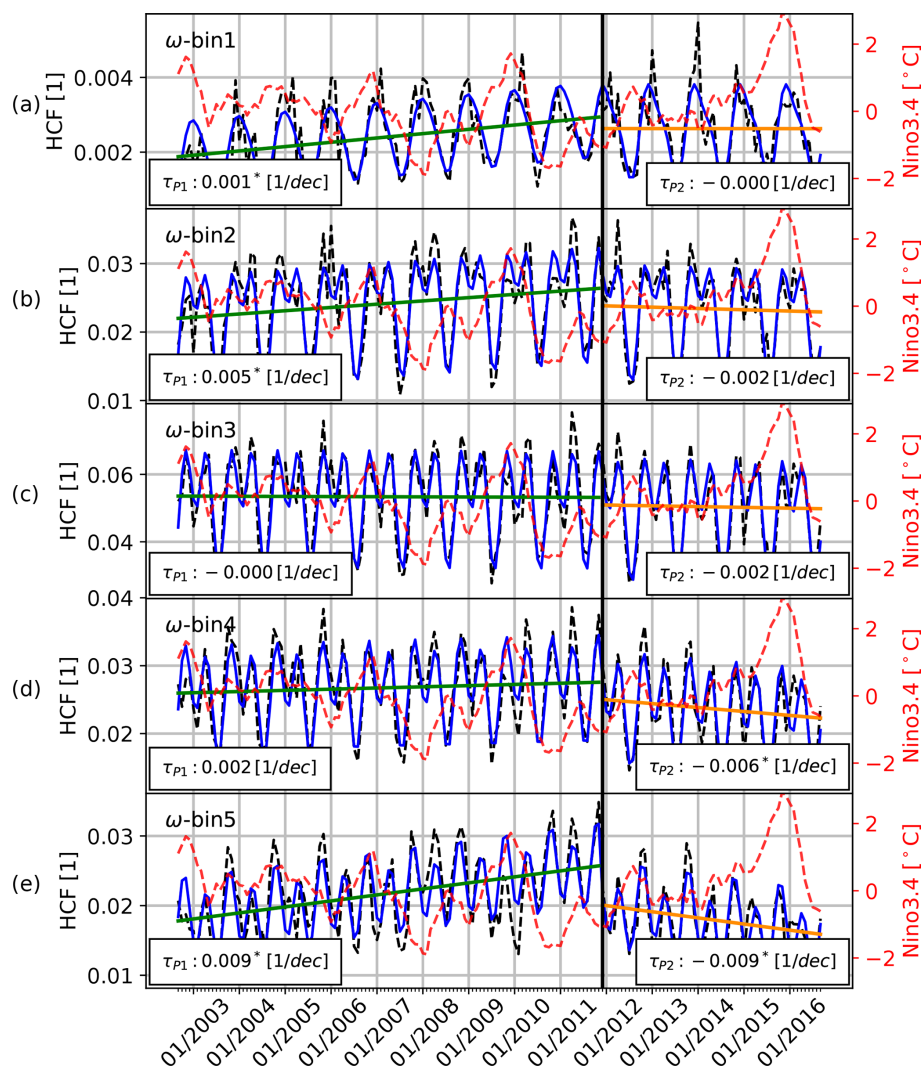 (a)
HCF [1]
0.004
0.002
ω-bin1
τP1 : 0.001* [1/dec]
τP2 : −0.000 [1/dec]
2
0
−2
Nino3.4 [°C]
(b)
HCF [1]
0.03
0.02
0.01
ω-bin2
τP1 : 0.005* [1/dec]
τP2 : −0.002 [1/dec]
2
0
−2
Nino3.4 [°C]
(c)
HCF [1]
0.06
0.04
ω-bin3
τP1 : −0.000 [1/dec]
τP2 : −0.002 [1/dec]
2
0
−2
Nino3.4 [°C]
(d)
HCF [1]
0.04
0.03
0.02
ω-bin4
τP1 : 0.002 [1/dec]
τP2 : −0.006* [1/dec]
2
0
−2
Nino3.4 [°C]
(e)
HCF [1]
0.03
0.02
0.01
ω-bin5
τP1 : 0.009* [1/dec]
τP2 : −0.009* [1/dec]
2
0
−2
Nino3.4 [°C]
01/2003
01/2004
01/2005
01/2006
01/2007
01/2008
01/2009
01/2010
01/2011
01/2012
01/2013
01/2014
01/2015
01/2016